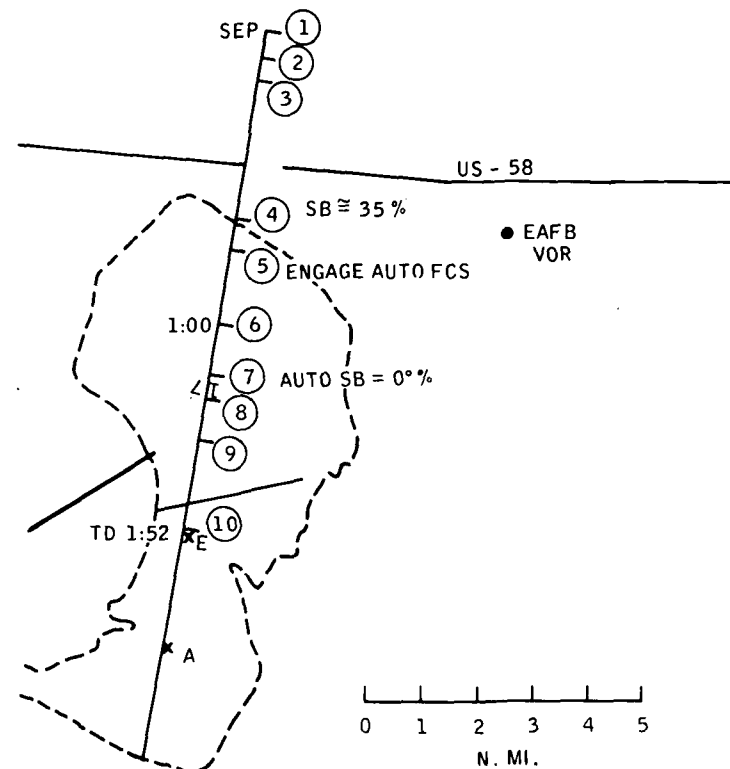 SEP 1
2
3
US - 58
4 SB ≅ 35 %
EAFB
VOR
5 ENGAGE AUTO FCS
1:00 6
7 AUTO SB = 0° %
17
8
9
TD 1:52 10
E
A
0 1 2 3 4 5
N. MI.